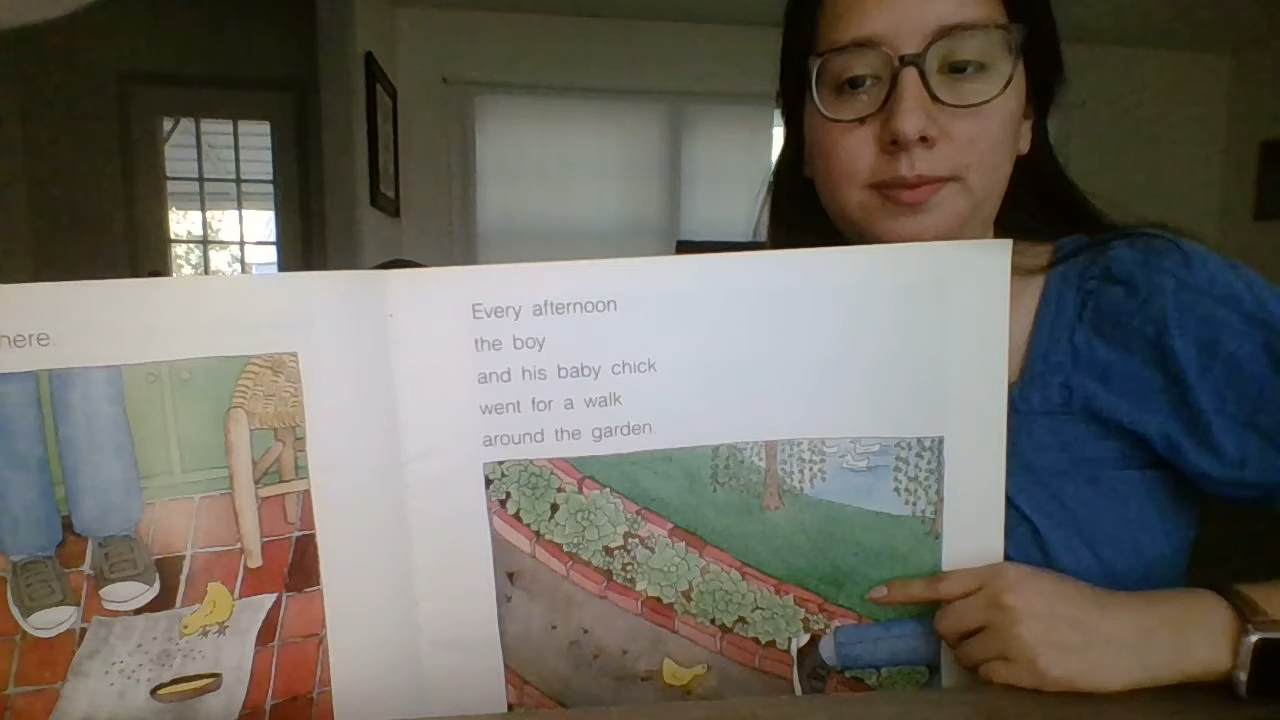 here.
Every afternoon
the boy
and his baby chick
went for a walk
around the garden.